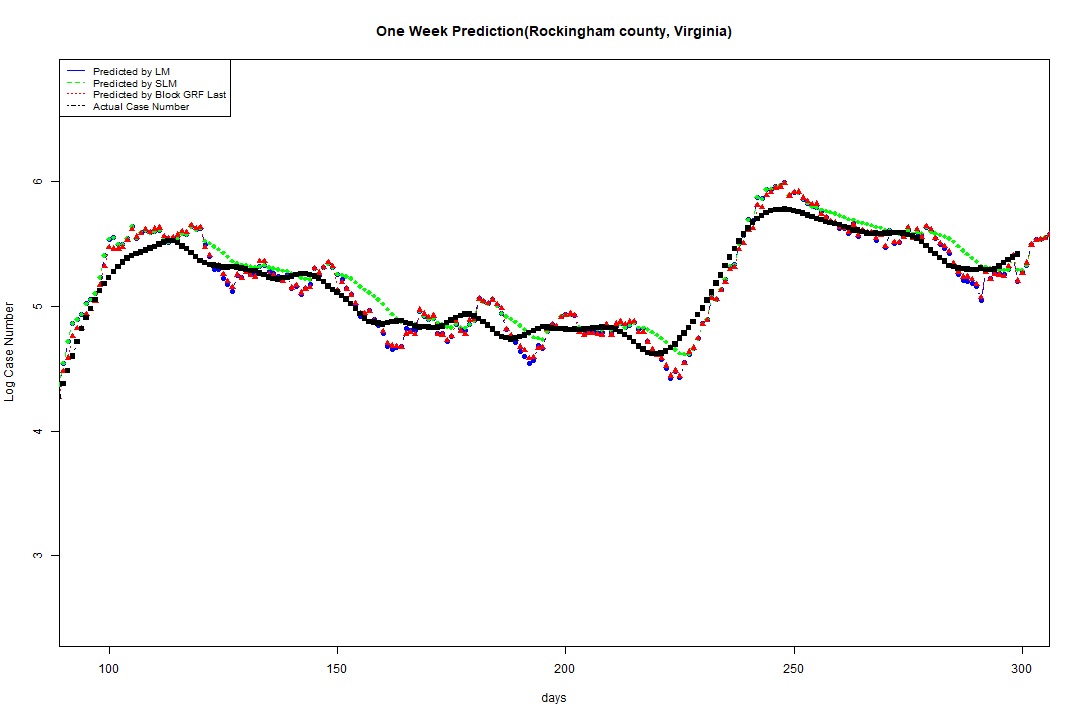 One Week Prediction(Rockingham county, Virginia)
Predicted by LM
Predicted by SLM
Predicted by Block GRF Last
Actual Case Number
6
5
4
3
Log Case Number
100 150 200 250 300
days